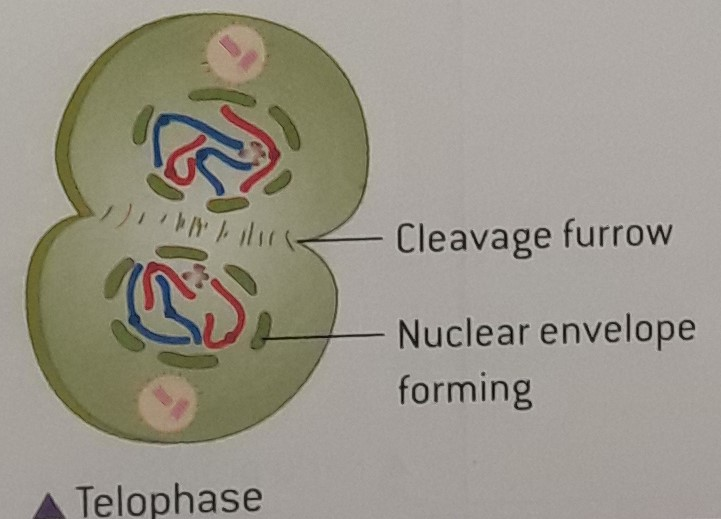 Cleavage furrow
Nuclear envelope
forming
Telophase